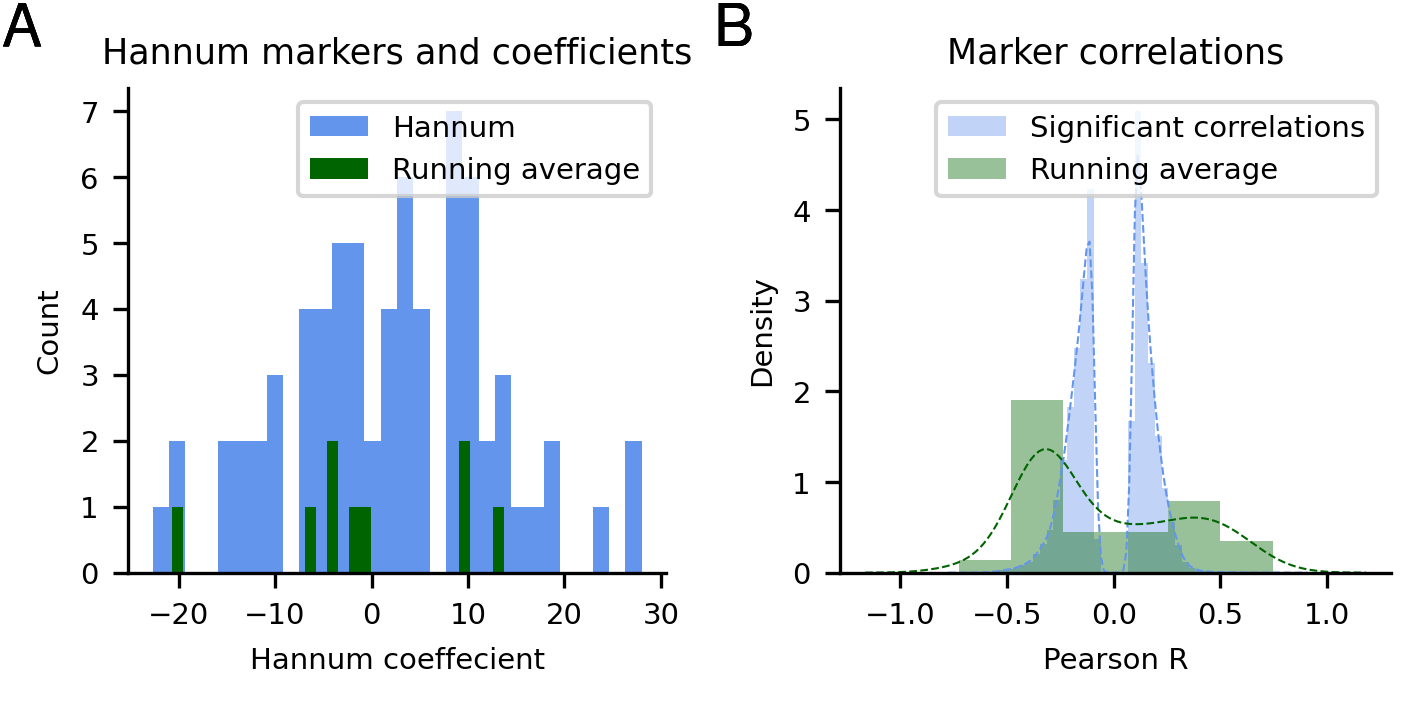 A
Hannum markers and coefficients
Hannum
Running average
Count
7
6
5
4
3
2
1
0
−20 −10 0 10 20 30
Hannum coeffecient
B
Marker correlations
Significant correlations
Running average
Density
5
4
3
2
1
0
−1.0 −0.5 0.0 0.5 1.0
Pearson R